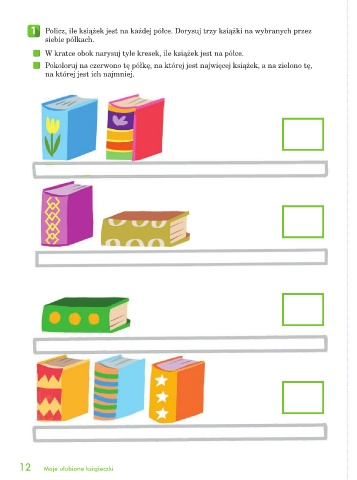 1 Policz, ile książek jest na każdej półce. Dorysuj trzy książki na wybranych przez
siebie półkach.
W kratce obok narysuj tyle kresek, ile książek jest na półce.
Pokoloruj na czerwono tę półkę, na której jest najwięcej książek, a na zielono tę,
na której jest ich najmniej.
12 Moje ulubione książeczki